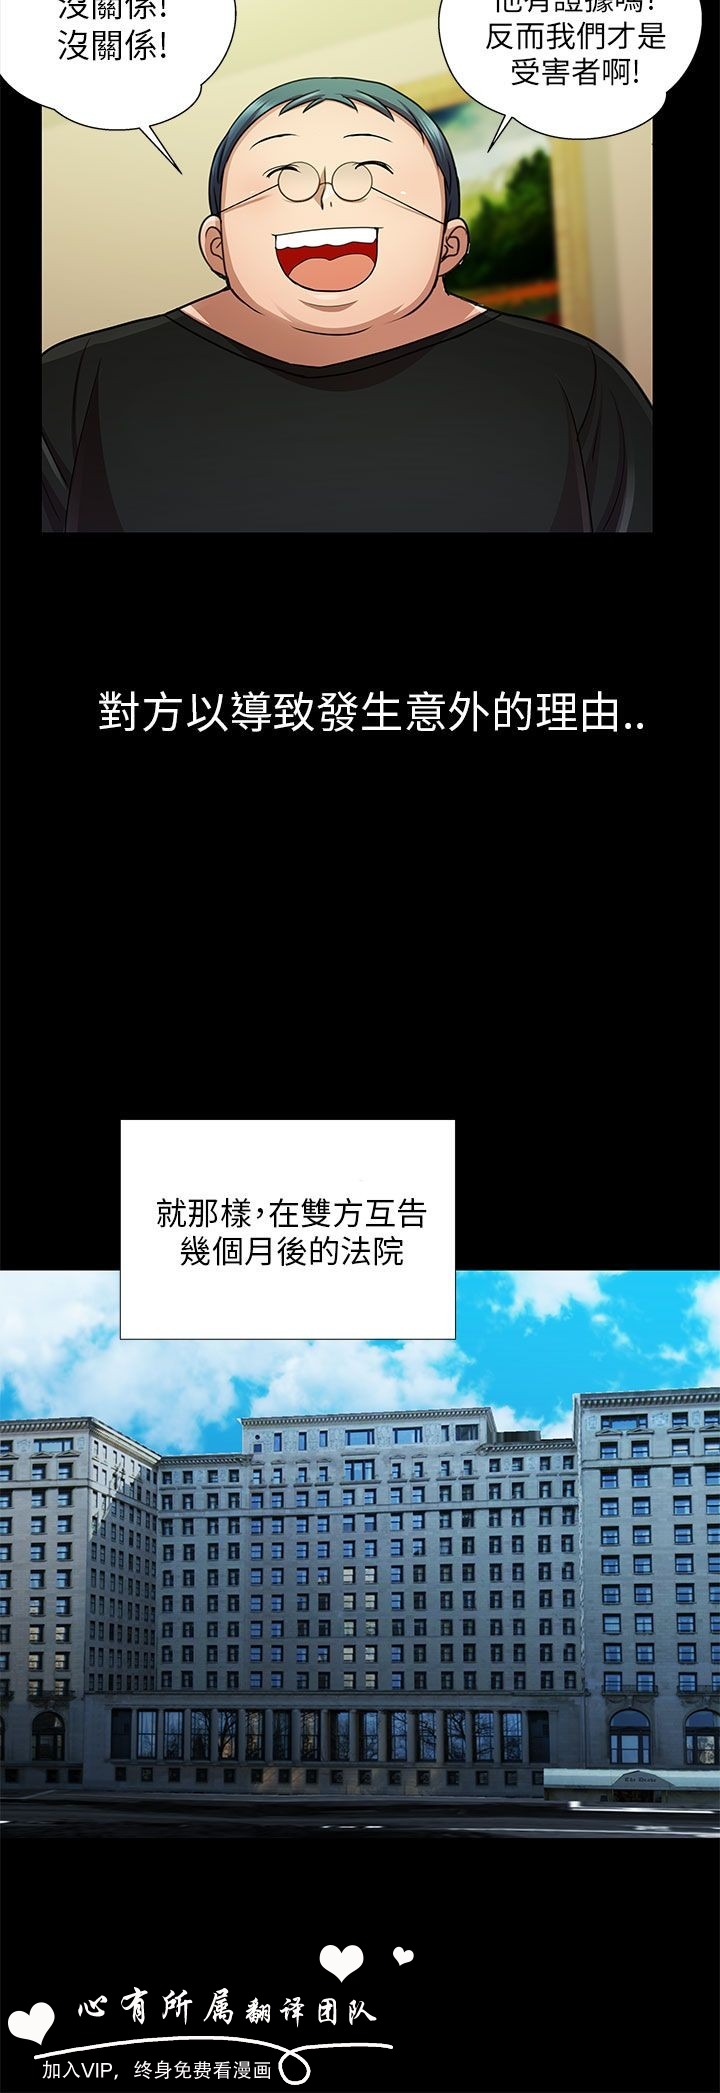 沒關係!
沒關係!
他有證據嗎!
反而我們才是
受害者啊!
對方以導致發生意外的理由..
就那樣,在雙方互告
幾個月後的法院
The Drake
心有所属翻译团队
加入VIP，终身免费看漫画